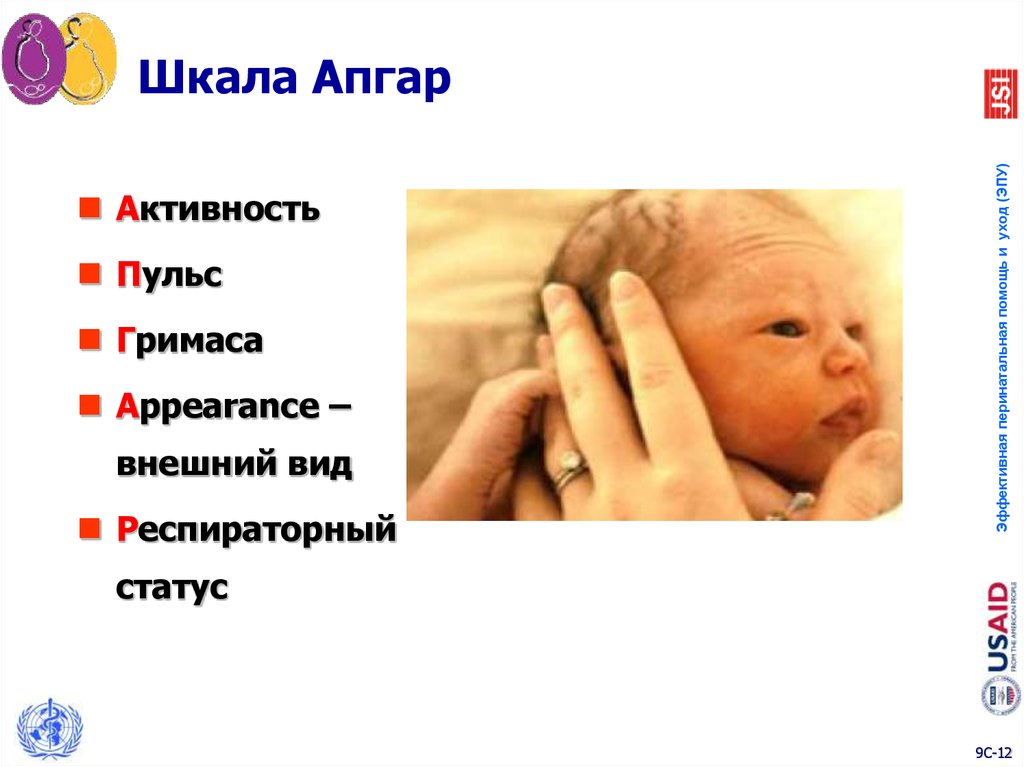 Шкала Апгар
Активность
Пульс
Гримаса
Appearance –
внешний вид
Респираторный
статус
JSI
Эффективная перинатальная помощь и уход (ЭПУ)
USAID
FROM THE AMERICAN PEOPLE
9C-12